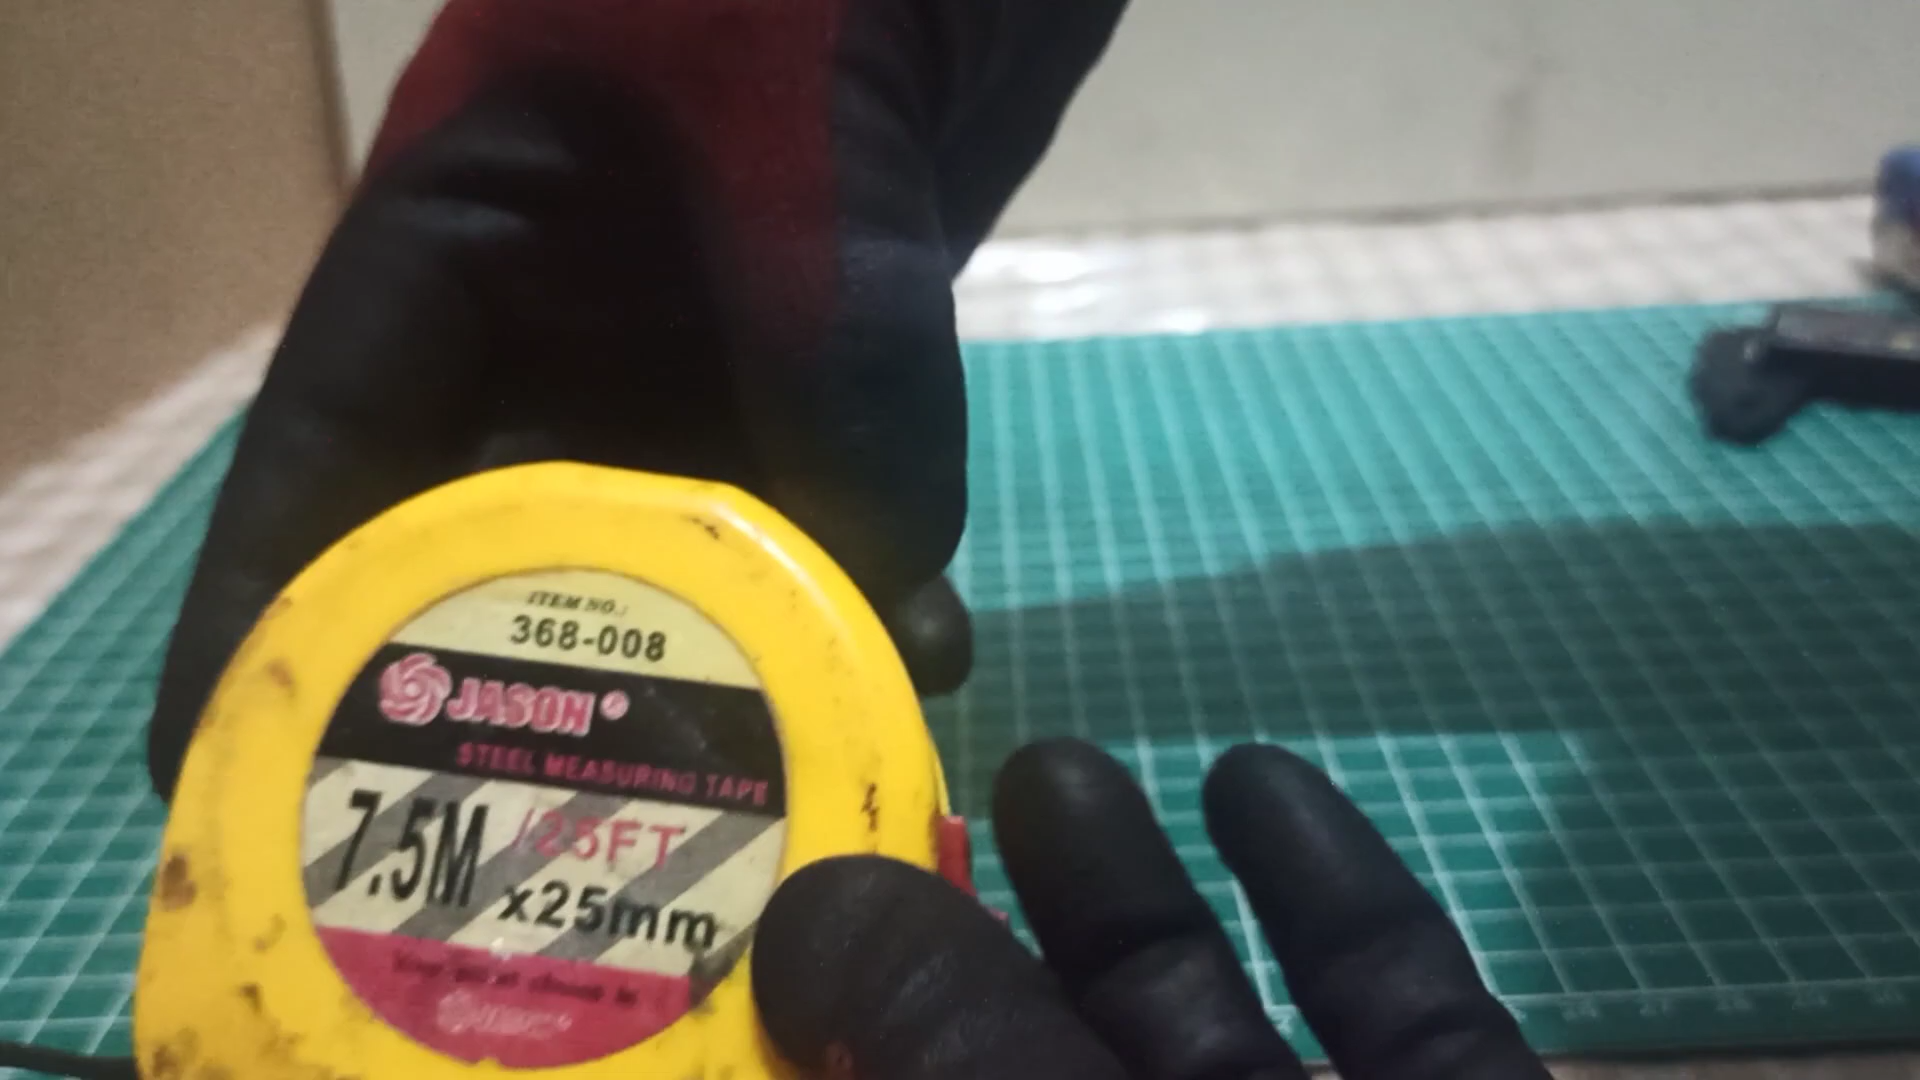 ITEM NO.:
368-008
JASON®
STEEL MEASURING TAPE
7.5M /25FT
x25mm